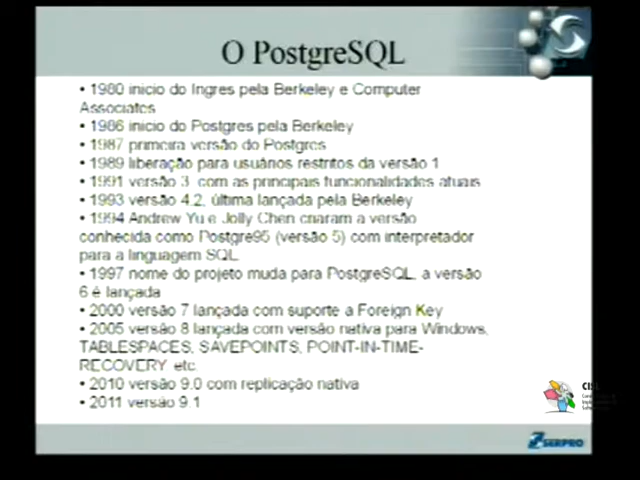 O PostgreSQL
• 1980 inicio do Ingres pela Berkeley e Computer
Associates
• 1986 inicio do Postgres pela Berkeley
• 1987 primeira versão do Postgres
• 1989 liberação para usuários restritos da versão 1
• 1991 versão 3 com as principais funcionalidades atuais
• 1993 versão 4.2, última lançada pela Berkeley
• 1994 Andrew Yu e Jolly Chen criaram a versão
conhecida como Postgre95 (versão 5) com interpretador
para a linguagem SQL
• 1997 nome do projeto muda para PostgreSQL, a versão
6 é lançada
• 2000 versão 7 lançada com suporte a Foreign Key
• 2005 versão 8 lançada com versão nativa para Windows,
TABLESPACES, SAVEPOINTS, POINT-IN-TIME-
RECOVERY etc
• 2010 versão 9.0 com replicação nativa
• 2011 versão 9.1
SERPRO